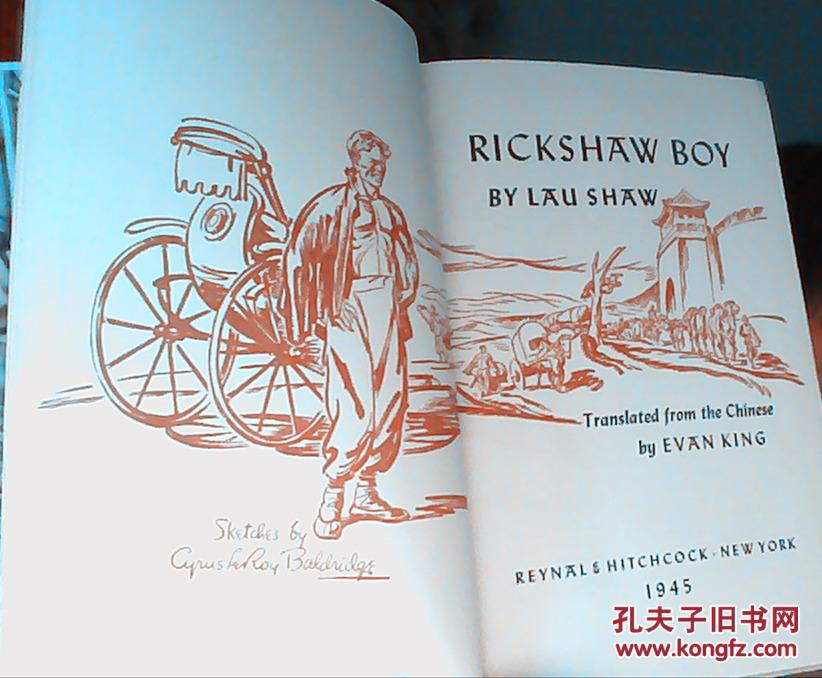 RICKSHAW BOY
BY LAU SHAW
Translated from the Chinese
by EVAN KING
Sketches by
Cyrus LeRoy Baldridge
REYNAL & HITCHCOCK · NEW YORK
1945
孔夫子旧书网
www.kongfz.com